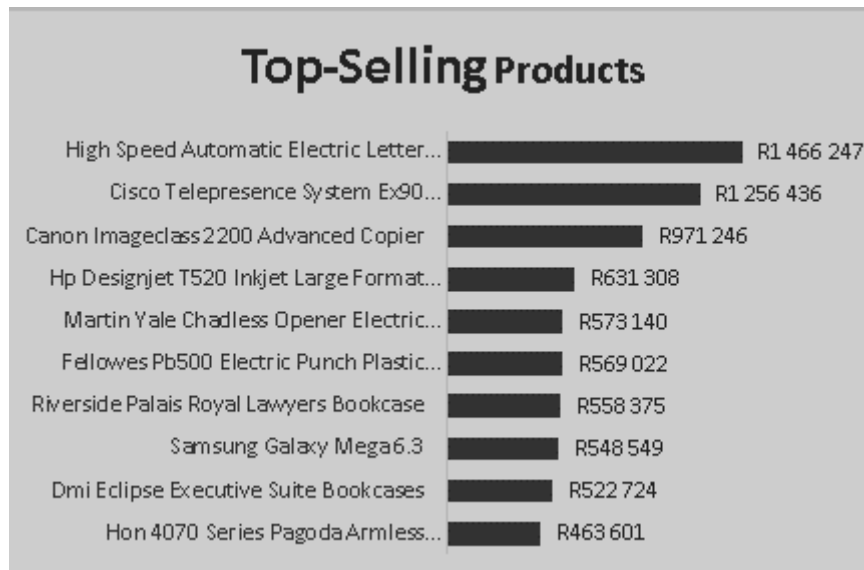 Top-Selling Products
High Speed Automatic Electric Letter... R1 466 247
Cisco Telepresence System Ex90... R1 256 436
Canon Imageclass 2200 Advanced Copier R971 246
Hp Designjet T520 Inkjet Large Format... R631 308
Martin Yale Chadless Opener Electric... R573 140
Fellowes Pb500 Electric Punch Plastic... R569 022
Riverside Palais Royal Lawyers Bookcase R558 375
Samsung Galaxy Mega 6.3 R548 549
Dmi Eclipse Executive Suite Bookcases R522 724
Hon 4070 Series Pagoda Armless... R463 601